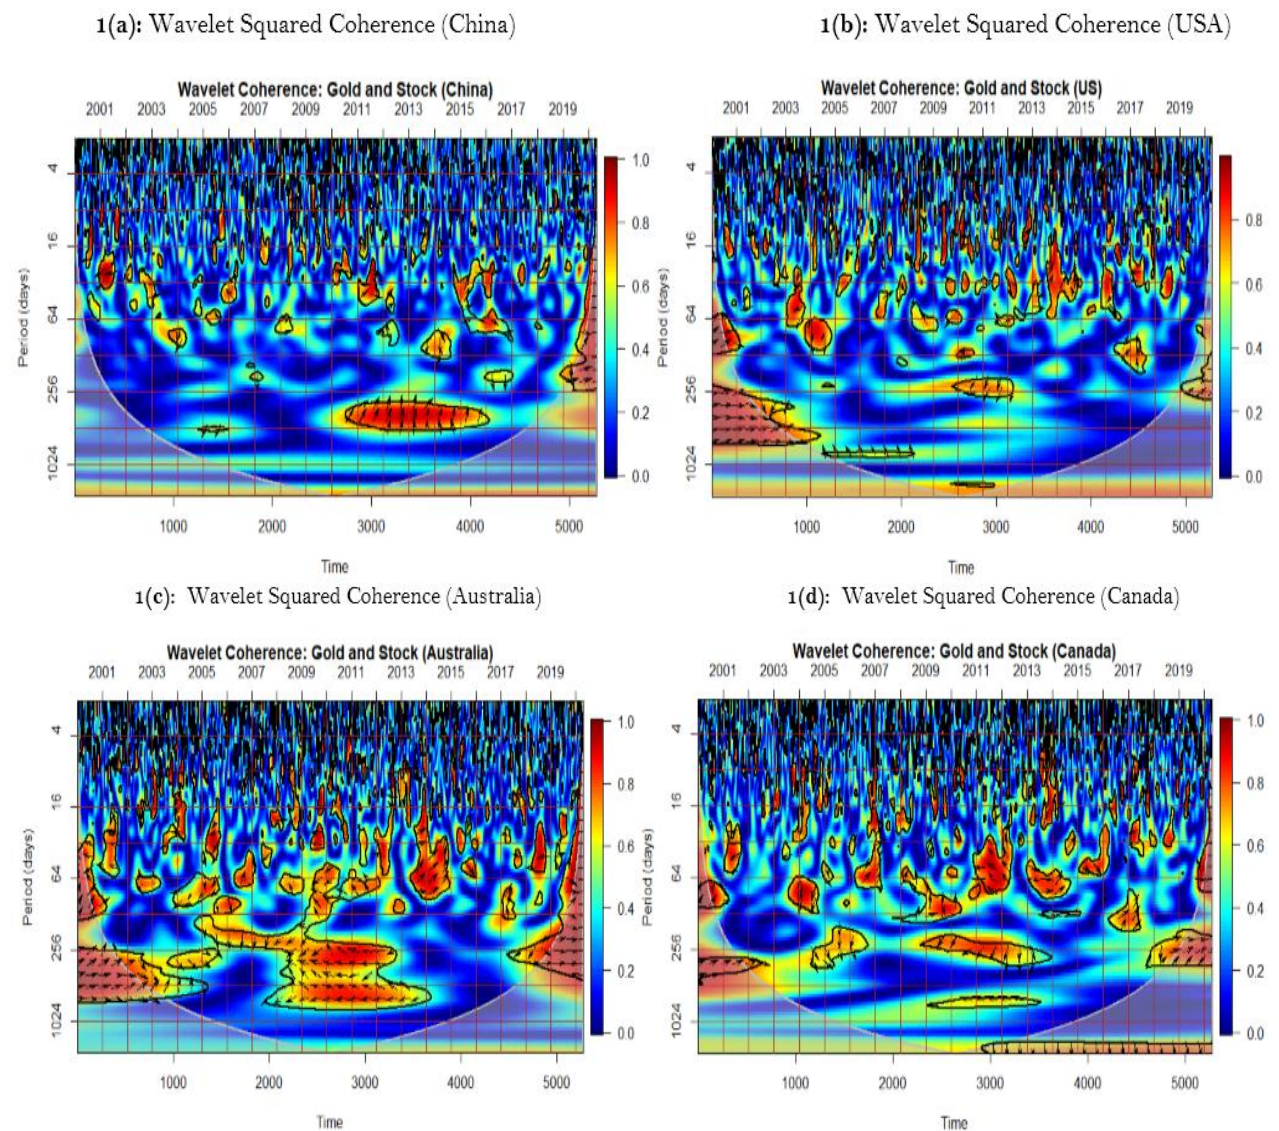 1(a): Wavelet Squared Coherence (China)
1(b): Wavelet Squared Coherence (USA)
Wavelet Coherence: Gold and Stock (China)
2001 2003 2005 2007 2009 2011 2013 2015 2017 2019
Period (days)
4
16
64
256
1024
1.0
0.8
0.6
0.4
0.2
0.0
1000 2000 3000 4000 5000
Time
Wavelet Coherence: Gold and Stock (US)
2001 2003 2005 2007 2009 2011 2015 2017 2019
Period (days)
4
16
64
256
1024
0.8
0.6
0.4
0.2
0.0
1000 2000 3000 4000 5000
Time
1(c): Wavelet Squared Coherence (Australia)
1(d): Wavelet Squared Coherence (Canada)
Wavelet Coherence: Gold and Stock (Australia)
2001 2003 2005 2007 2009 2011 2013 2015 2017 2019
Period (days)
4
16
64
256
1024
1.0
0.8
0.6
0.4
0.2
0.0
1000 2000 3000 4000 5000
Time
Wavelet Coherence: Gold and Stock (Canada)
2001 2003 2005 2007 2009 2011 2013 2015 2017 2019
Period (days)
4
16
64
256
1024
1.0
0.8
0.6
0.4
0.2
0.0
1000 2000 3000 4000 5000
Time